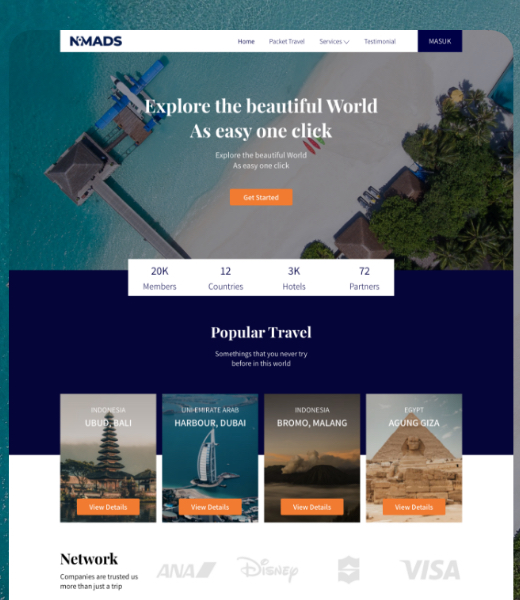 NOMADS
Home Packet Travel Services Testimonial MASUK
Explore the beautiful World
As easy one click
Explore the beautiful World
As easy one click
Get Started
20K 12 3K 72
Members Countries Hotels Partners
Popular Travel
Somethings that you never try
before in this world
INDONESIA
UBUD, BALI
View Details
UNI EMIRATE ARAB
HARBOUR, DUBAI
View Details
INDONESIA
BROMO, MALANG
View Details
EGYPT
AGUNG GIZA
View Details
Network
Companies are trusted us
more than just a trip
ANA
Disney
VISA